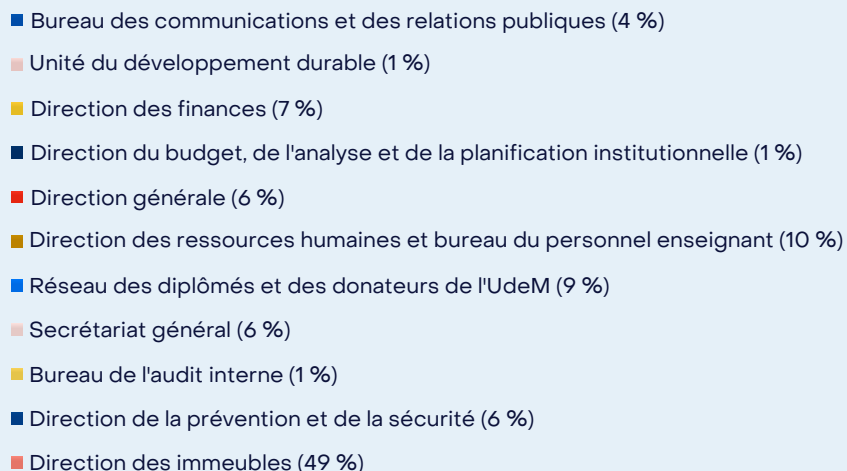 Bureau des communications et des relations publiques (4 %)
Unité du développement durable (1 %)
Direction des finances (7 %)
Direction du budget, de l'analyse et de la planification institutionnelle (1 %)
Direction générale (6 %)
Direction des ressources humaines et bureau du personnel enseignant (10 %)
Réseau des diplômés et des donateurs de l'UdeM (9 %)
Secrétariat général (6 %)
Bureau de l'audit interne (1 %)
Direction de la prévention et de la sécurité (6 %)
Direction des immeubles (49 %)